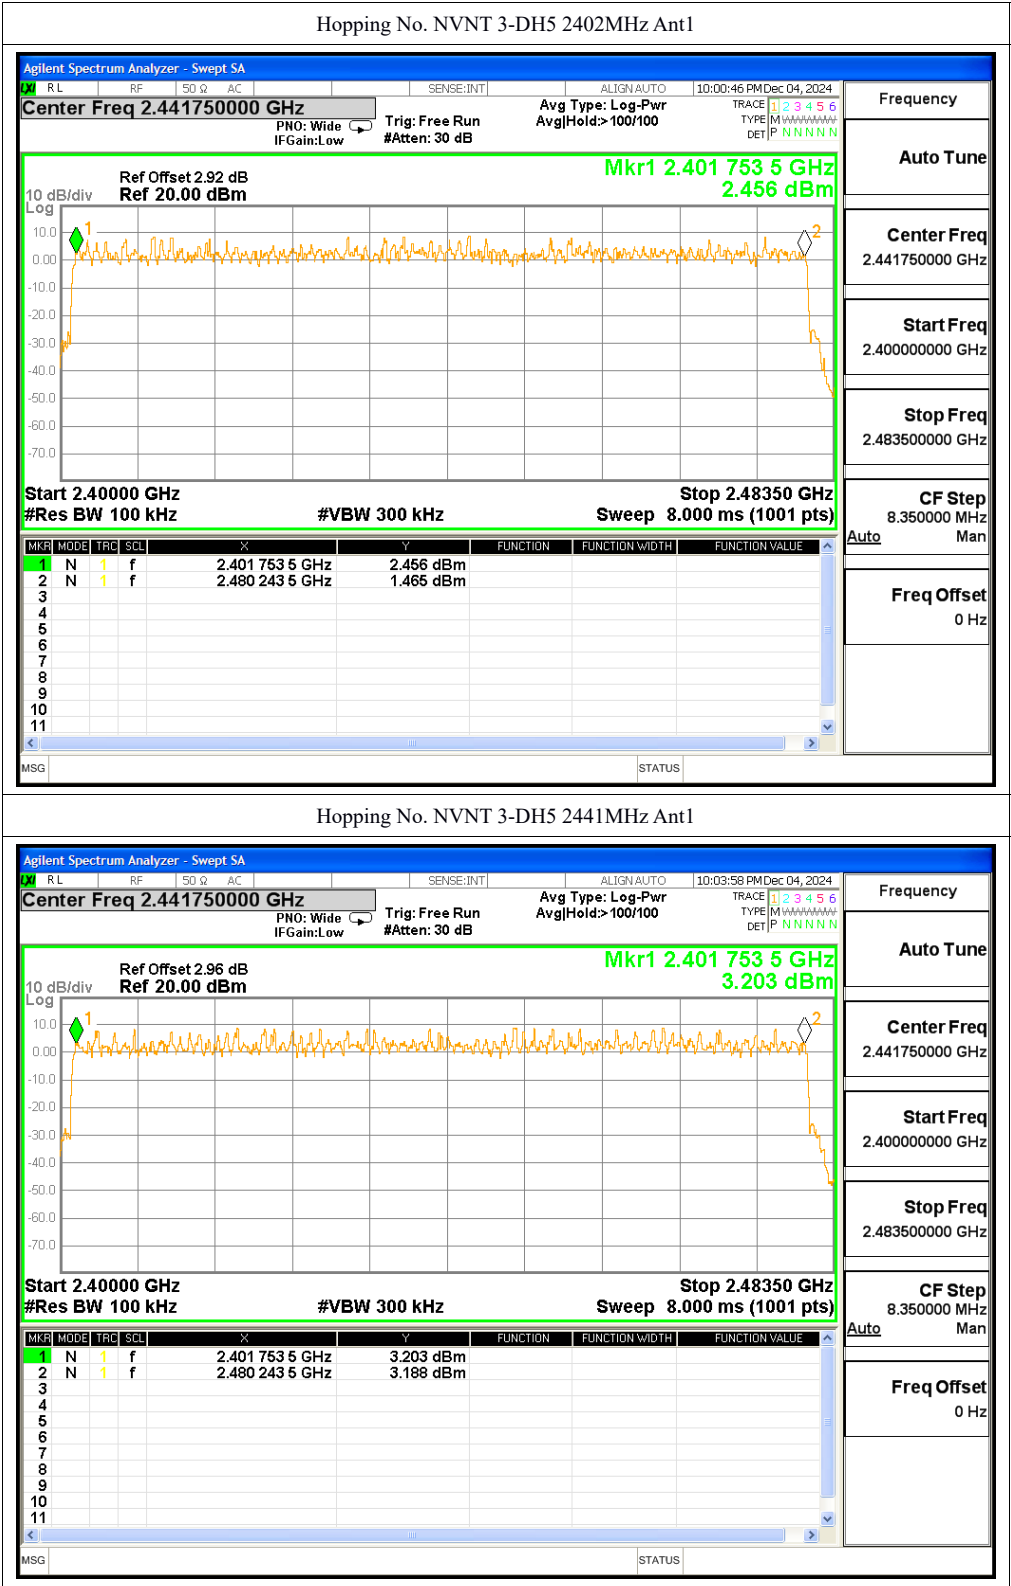 Hopping No. NVNT 3-DH5 2402MHz Ant1
Agilent Spectrum Analyzer - Swept SA
LXI RL RF 50 Ω AC SENSE:INT ALIGN AUTO 10:00:46 PM Dec 04, 2024
Center Freq 2.441750000 GHz
PNO: Wide
IFGain:Low
Trig: Free Run
#Atten: 30 dB
Avg Type: Log-Pwr
Avg|Hold:>100/100
TRACE 1 2 3 4 5 6
TYPE M WWWWW
DET P N N N N N
Frequency
Auto Tune
Center Freq
2.441750000 GHz
Start Freq
2.400000000 GHz
Stop Freq
2.483500000 GHz
CF Step
8.350000 MHz
Auto Man
Freq Offset
0 Hz
Mkr1 2.401 753 5 GHz
2.456 dBm
Ref Offset 2.92 dB
10 dB/div Ref 20.00 dBm
Log
10.0
0.00
-10.0
-20.0
-30.0
-40.0
-50.0
-60.0
-70.0
1
2
Start 2.40000 GHz Stop 2.48350 GHz
#Res BW 100 kHz #VBW 300 kHz Sweep 8.000 ms (1001 pts)
MKR MODE TRC SCL X Y FUNCTION FUNCTION WIDTH FUNCTION VALUE
1 N 1 f 2.401 753 5 GHz 2.456 dBm
2 N 1 f 2.480 243 5 GHz 1.465 dBm
3
4
5
6
7
8
9
10
11
MSG STATUS
Hopping No. NVNT 3-DH5 2441MHz Ant1
Agilent Spectrum Analyzer - Swept SA
LXI RL RF 50 Ω AC SENSE:INT ALIGN AUTO 10:03:58 PM Dec 04, 2024
Center Freq 2.441750000 GHz
PNO: Wide
IFGain:Low
Trig: Free Run
#Atten: 30 dB
Avg Type: Log-Pwr
Avg|Hold:>100/100
TRACE 1 2 3 4 5 6
TYPE M WWWWW
DET P N N N N N
Frequency
Auto Tune
Center Freq
2.441750000 GHz
Start Freq
2.400000000 GHz
Stop Freq
2.483500000 GHz
CF Step
8.350000 MHz
Auto Man
Freq Offset
0 Hz
Mkr1 2.401 753 5 GHz
3.203 dBm
Ref Offset 2.96 dB
10 dB/div Ref 20.00 dBm
Log
10.0
0.00
-10.0
-20.0
-30.0
-40.0
-50.0
-60.0
-70.0
1
2
Start 2.40000 GHz Stop 2.48350 GHz
#Res BW 100 kHz #VBW 300 kHz Sweep 8.000 ms (1001 pts)
MKR MODE TRC SCL X Y FUNCTION FUNCTION WIDTH FUNCTION VALUE
1 N 1 f 2.401 753 5 GHz 3.203 dBm
2 N 1 f 2.480 243 5 GHz 3.188 dBm
3
4
5
6
7
8
9
10
11
MSG STATUS